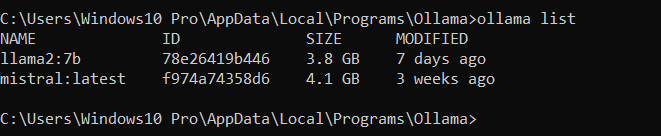 C:\Users\Windows10 Pro\AppData\Local\Programs\Ollama>ollama list
NAME ID SIZE MODIFIED
llama2:7b 78e26419b446 3.8 GB 7 days ago
mistral:latest f974a74358d6 4.1 GB 3 weeks ago
C:\Users\Windows10 Pro\AppData\Local\Programs\Ollama>